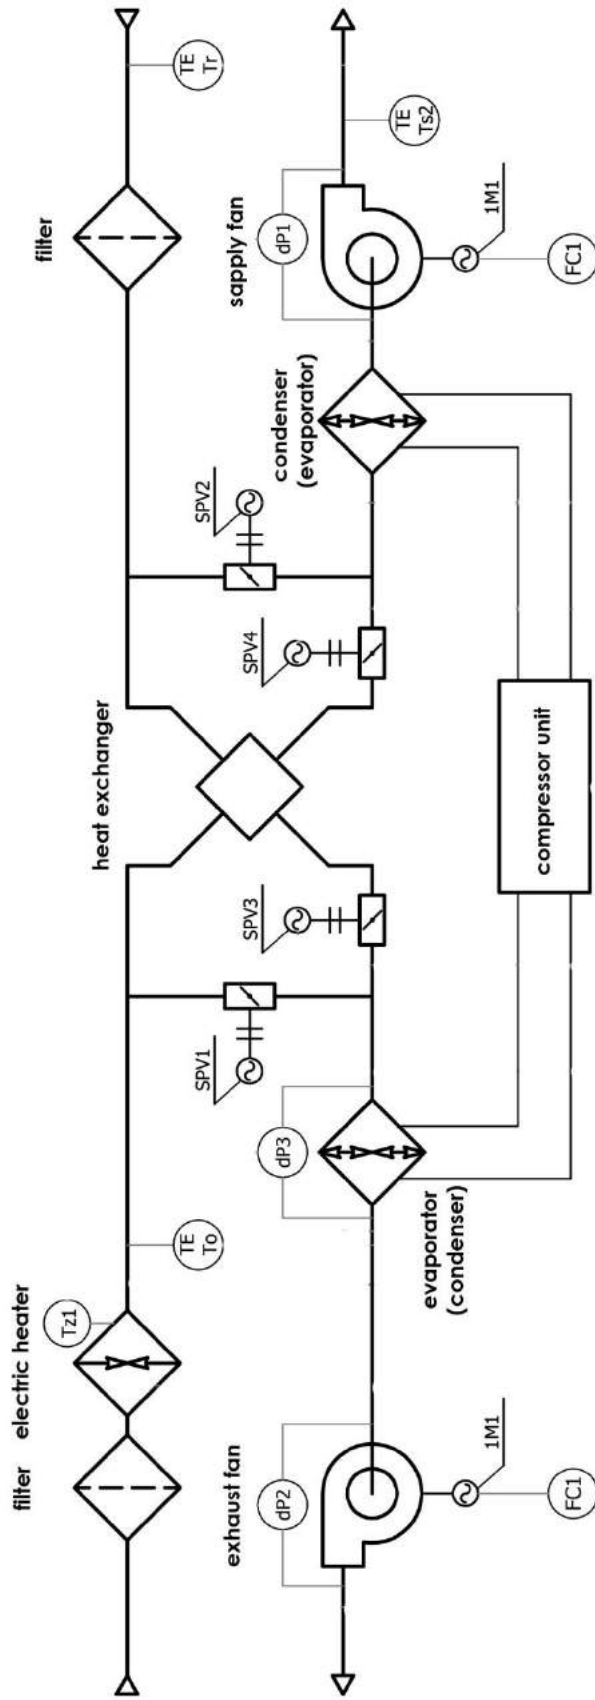 filter
electric heater
Tz1
TE
To
heat exchanger
filter
TE
Tr
SPV1
SPV3
SPV4
SPV2
exhaust fan
dP2
dP3
evaporator
(condenser)
condenser
(evaporator)
sapply fan
dP1
TE
Ts2
1M1
FC1
compressor unit
1M1
FC1